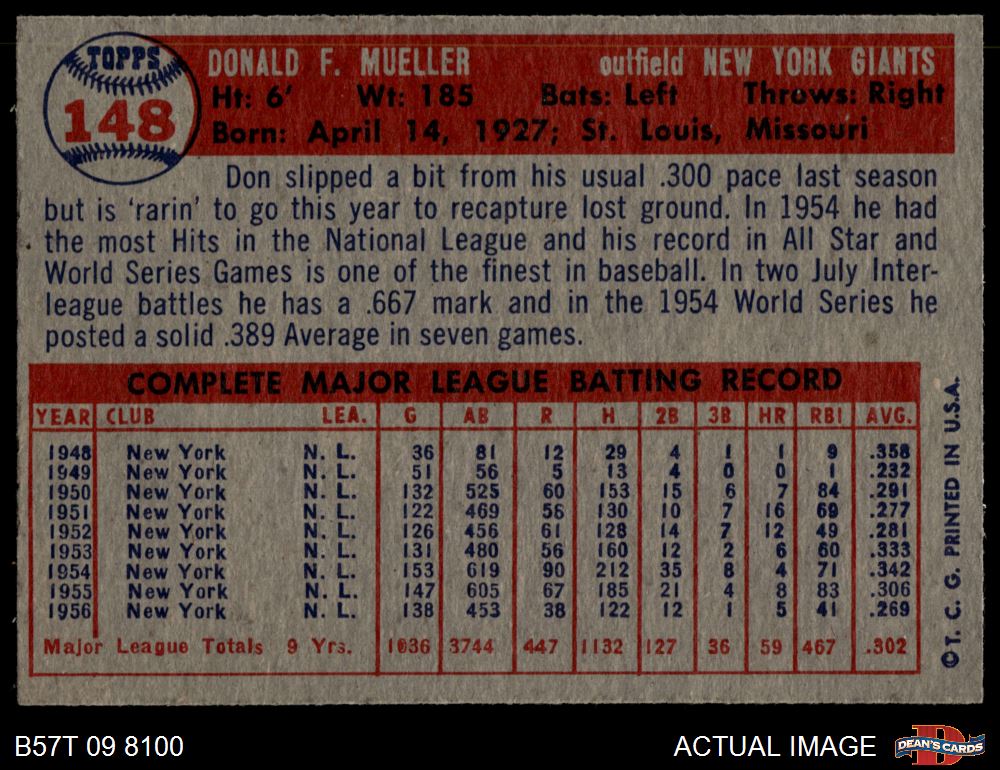 TOPPS
148
DONALD F. MUELLER outfield NEW YORK GIANTS
Ht: 6' Wt: 185 Bats: Left Throws: Right
Born: April 14, 1927; St. Louis, Missouri
Don slipped a bit from his usual .300 pace last season
but is 'rarin' to go this year to recapture lost ground. In 1954 he had
the most Hits in the National League and his record in All Star and
World Series Games is one of the finest in baseball. In two July Inter-
league battles he has a .667 mark and in the 1954 World Series he
posted a solid .389 Average in seven games.
COMPLETE MAJOR LEAGUE BATTING RECORD
YEAR CLUB LEA. G AB R H 2B 3B HR RBI AVG.
1948 New York N. L. 36 81 12 29 4 1 1 9 .358
1949 New York N. L. 51 56 5 13 4 0 0 1 .232
1950 New York N. L. 132 525 60 153 15 6 7 84 .291
1951 New York N. L. 122 469 58 130 10 7 16 69 .277
1952 New York N. L. 126 456 61 128 14 7 12 49 .281
1953 New York N. L. 131 480 56 160 12 2 6 60 .333
1954 New York N. L. 153 619 90 212 35 8 4 71 .342
1955 New York N. L. 147 605 67 185 21 4 8 83 .306
1956 New York N. L. 138 453 38 122 12 1 5 41 .269
Major League Totals 9 Yrs. 1036 3744 447 1132 127 36 59 467 .302
© T. C. G. PRINTED IN U.S.A.
B57T 09 8100 ACTUAL IMAGE
D
DEAN'S CARDS